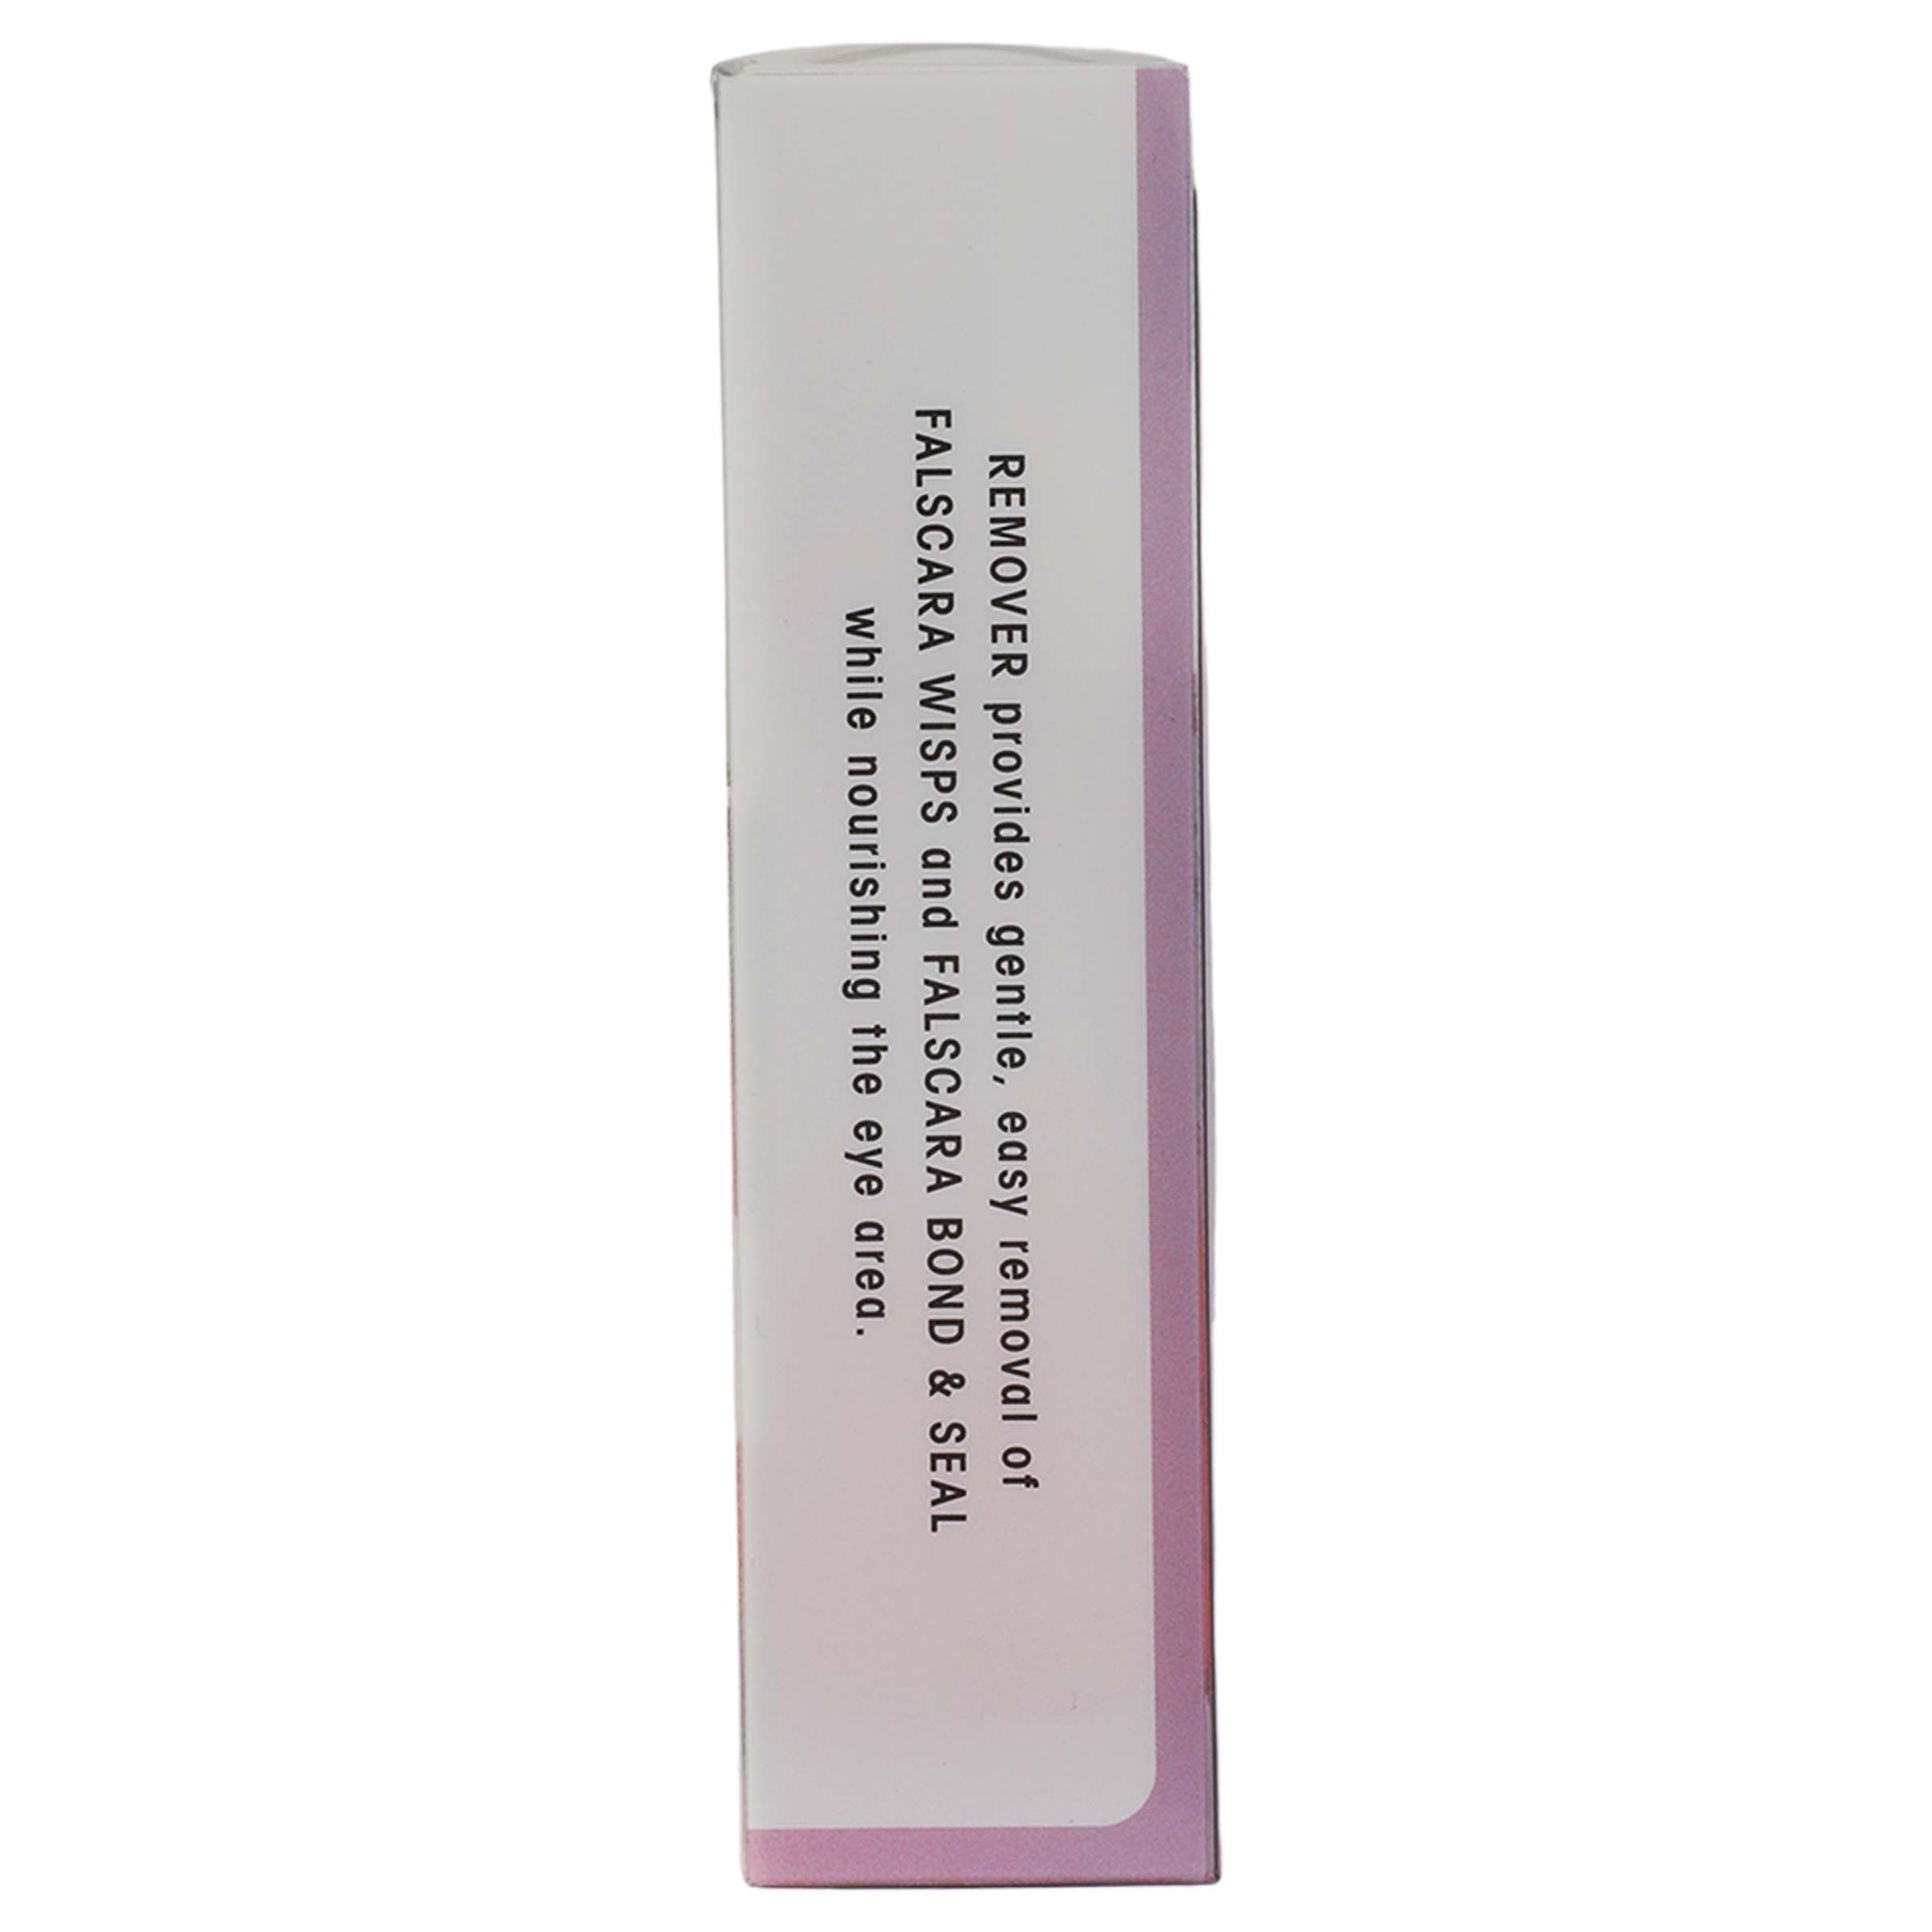 REMOVER provides gentle, easy removal of
FALSCARA WISPS and FALSCARA BOND & SEAL
while nourishing the eye area.